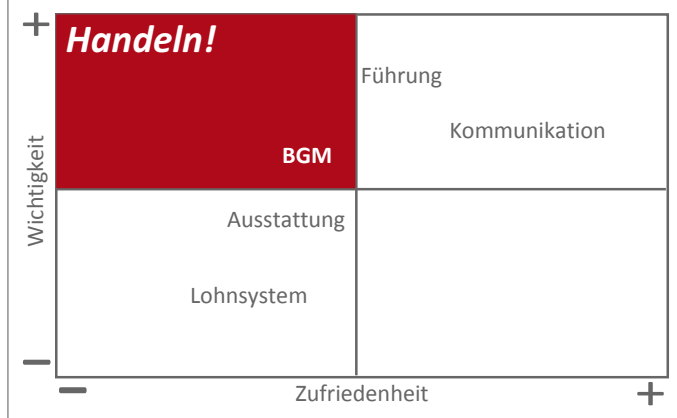 +
Handeln!
Führung
Kommunikation
BGM
Wichtigkeit
Ausstattung
Lohnsystem
–
–
Zufriedenheit
+